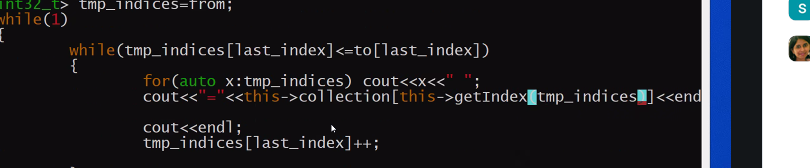 int32_t> tmp_indices=from;
while(1)
{
while(tmp_indices[last_index]<=to[last_index])
{
for(auto x:tmp_indices) cout<<x<<" ";
cout<<"="<<this->collection[this->getIndex(tmp_indices)]<<end
cout<<endl;
tmp_indices[last_index]++;
S